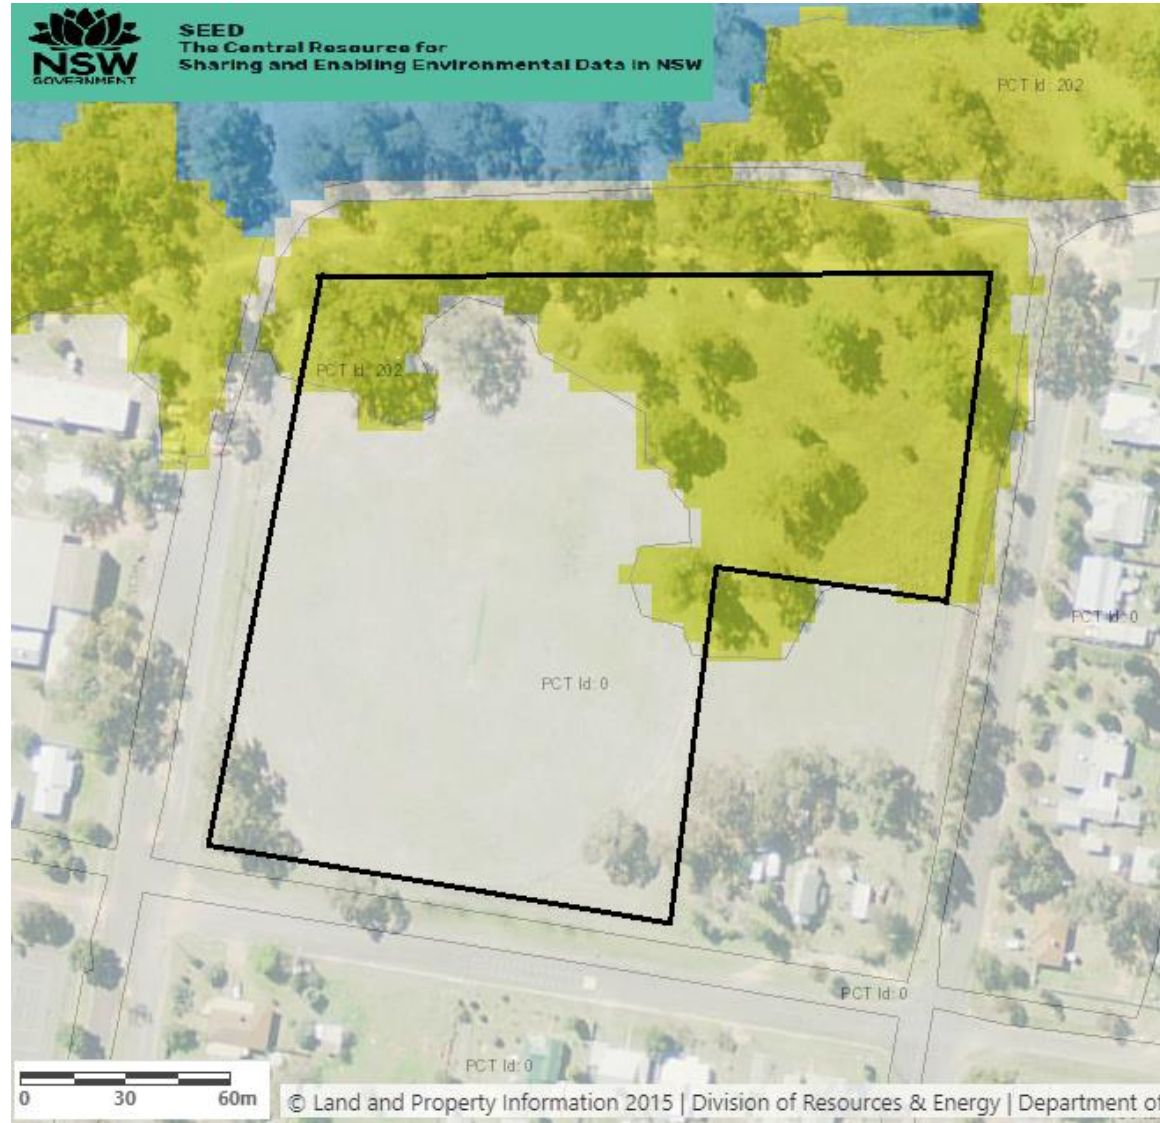 SEED
The Central Resource for
Sharing and Enabling Environmental Data in NSW
NSW
GOVERNMENT
PCT Id: 202
PCT Id: 202
PCT Id: 0
PCT Id: 0
PCT Id: 0
PCT Id: 0
0 30 60m
© Land and Property Information 2015 | Division of Resources & Energy | Department of